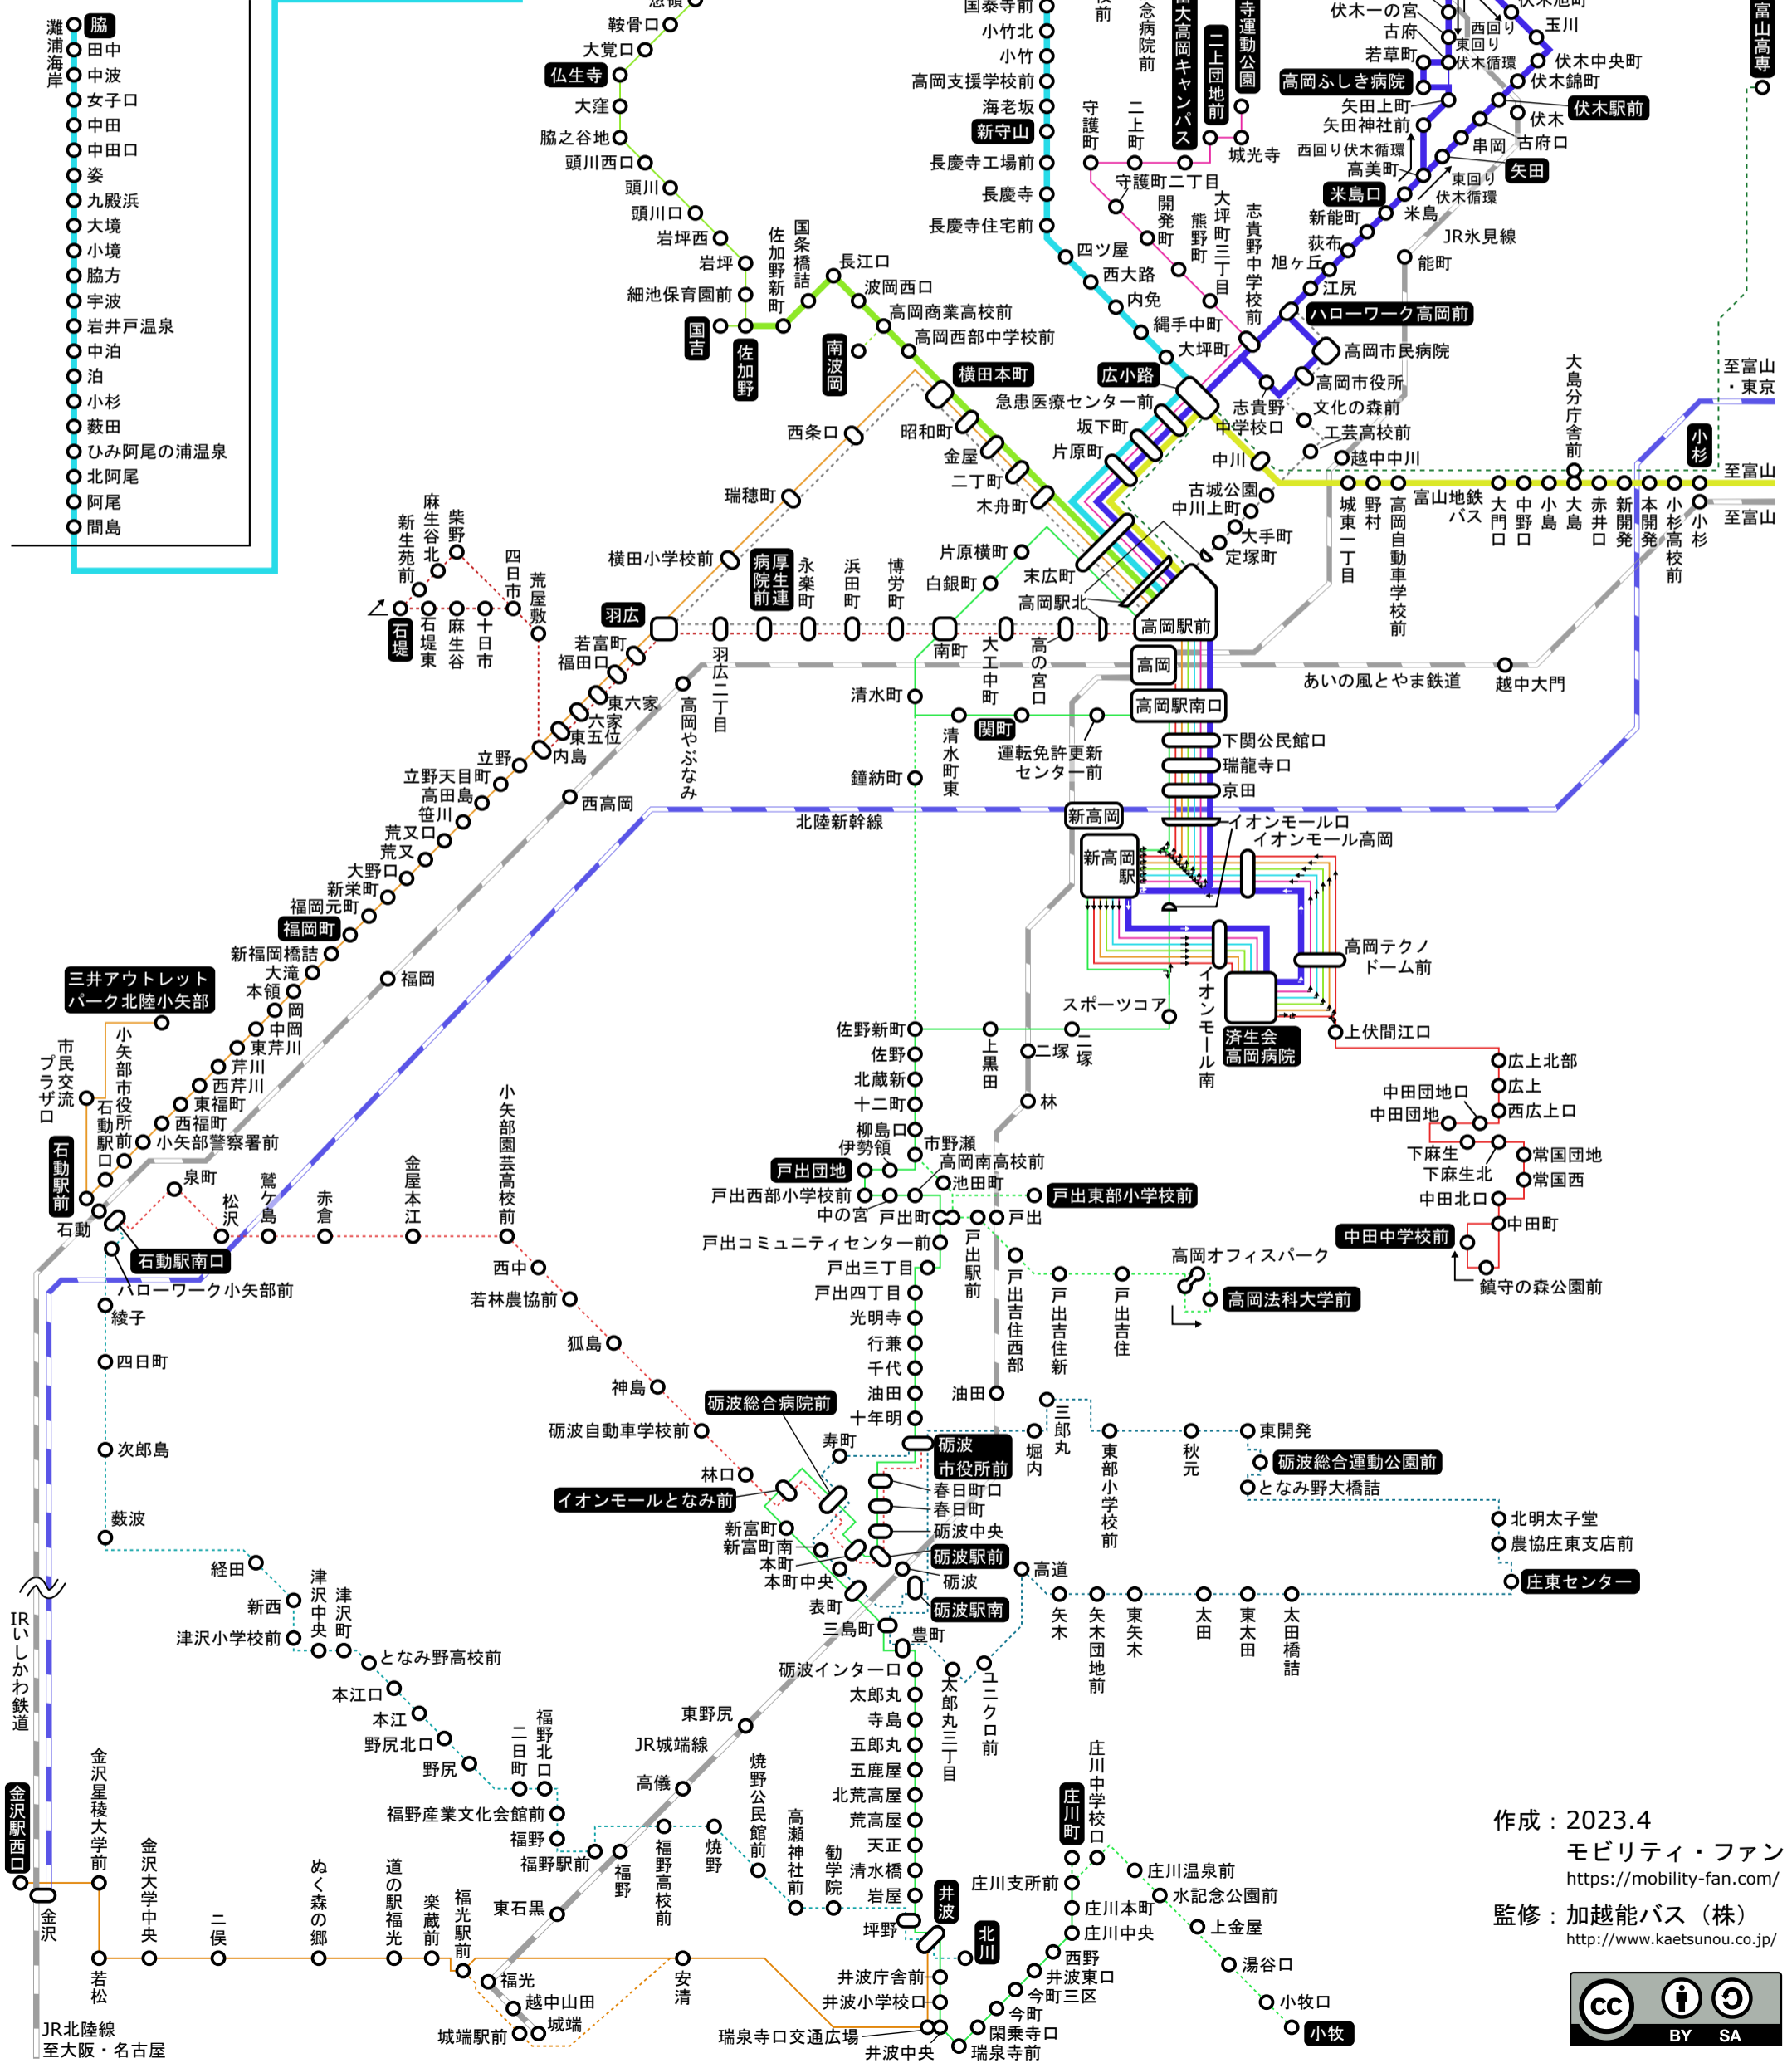 灘浦海岸
脇
田中
中波
女子口
中田
中田口
姿
九殿浜
大境
小境
脇方
宇波
岩井戸温泉
中泊
泊
小杉
薮田
ひみ阿尾の浦温泉
北阿尾
阿尾
間島
鞍骨口
大覚口
仏生寺
大窪
脇之谷地
頭川西口
頭川
頭川口
岩坪西
岩坪
細池保育園前
国吉
佐加野
佐加野新町
国条橋詰
長江口
波岡西口
高岡商業高校前
高岡西部中学校前
南波岡
横田本町
昭和町
金屋
二丁町
木舟町
国泰寺前
小竹北
小竹
高岡支援学校前
海老坂
新守山
長慶寺工場前
長慶寺
長慶寺住宅前
四ツ屋
西大路
内免
縄手中町
大坪町
広小路
急患医療センター前
坂下町
片原町
末広町
高岡駅北
高岡駅前
念病院前
大高岡キャンパス
二上団地前
寺運動公園
城光寺
守護町
二上町
守護町二丁目
開発町
熊野町
大坪町三丁目
志貴野中学校前
伏木一の宮
古府
若草町
高岡ふしき病院
矢田上町
矢田神社前
西回り伏木循環
高美町
米島口
新能町
荻布
旭ヶ丘
江尻
ハローワーク高岡前
西回り
東回り
伏木循環
玉川
伏木中央町
伏木錦町
伏木駅前
伏木
古府口
串岡
矢田
東回り
伏木循環
米島
JR氷見線
能町
富山高専
高岡市民病院
高岡市役所
志貴野
中学校口
文化の森前
工芸高校前
越中中川
中川
古城公園
中川上町
大手町
定塚町
大島分庁舎前
至富山
・東京
小杉
至富山
至富山
城東一丁目
野村
高岡自動車学校前
富山地鉄
バス
大門口
中野口
小島
大島
赤井口
新開発
本開発
小杉高校前
小杉
西条口
瑞穂町
横田小学校前
羽広
厚生連
病院前
永楽町
浜田町
博労町
片原横町
白銀町
南町
大工中町
高の宮口
羽広二丁目
新生苑前
麻生谷北
柴野
四日市
荒屋敷
石堤
石堤東
麻生谷
十日市
若富町
福田口
東六家
六家
東五位
内島
立野
立野天目町
高田島
笹川
荒又口
荒又
大野口
新栄町
福岡元町
福岡町
新福岡橋詰
大滝
本領
岡
中岡
東芹川
芹川
西芹川
東福町
西福町
小矢部警察署前
三井アウトレット
パーク北陸小矢部
市民交流
プラザ口
小矢部市役所前
石動駅口
石動駅前
石動
高岡
あいの風とやま鉄道
越中大門
高岡やぶなみ
西高岡
福岡
高岡駅南口
清水町
清水町東
関町
運転免許更新
センター前
下関公民館口
瑞龍寺口
京田
北陸新幹線
新高岡
イオンモール口
イオンモール高岡
新高岡
駅
高岡テクノ
ドーム前
イオンモール南
済生会
高岡病院
上伏間江口
スポーツコア
鐘紡町
佐野新町
上黒田
二塚
二塚
林
佐野
北蔵新
十二町
柳島口
伊勢領
市野瀬
高岡南高校前
戸出団地
戸出西部小学校前
中の宮
池田町
戸出東部小学校前
戸出町
戸出
戸出コミュニティセンター前
戸出駅前
戸出三丁目
戸出吉住西部
戸出吉住新
戸出吉住
高岡オフィスパーク
高岡法科大学前
戸出四丁目
光明寺
行兼
千代
油田
油田
十年明
広上北部
広上
西広上口
中田団地口
中田団地
下麻生
下麻生北
常国団地
常国西
中田北口
中田町
中田中学校前
鎮守の森公園前
泉町
松沢
鷲ケ島
赤倉
金屋本江
小矢部園芸高校前
石動駅南口
ハローワーク小矢部前
綾子
四日町
次郎島
薮波
西中
若林農協前
狐島
神島
砺波自動車学校前
林口
砺波総合病院前
寿町
イオンモールとなみ前
砺波
市役所前
春日町口
春日町
砺波中央
砺波駅前
新富町
新富町南
本町
本町中央
表町
砺波
砺波駅南
三島町
豊町
堀内
三郎丸
東部小学校前
秋元
東開発
砺波総合運動公園前
となみ野大橋詰
北明太子堂
農協庄東支店前
庄東センター
高道
矢木
矢木団地前
東矢木
太田
東太田
太田橋詰
砺波インター口
太郎丸
太郎丸三丁目
ユニクロ前
寺島
五郎丸
五鹿屋
北荒高屋
荒高屋
天正
清水橋
岩屋
坪野
井波
北川
経田
新西
津沢小学校前
津沢中央
津沢町
となみ野高校前
本江口
本江
野尻北口
野尻
二日町
福野北口
福野産業文化会館前
福野
福野駅前
福野
福野高校前
焼野
焼野公民館前
高瀬神社前
勧学院
東野尻
JR城端線
高儀
東石黒
福光
越中山田
城端
城端駅前
IRいしかわ鉄道
金沢駅西口
金沢
金沢星稜大学前
若松
金沢大学中央
二俣
ぬく森の郷
道の駅福光
楽蔵前
福光駅前
安清
JR北陸線
至大阪・名古屋
井波庁舎前
井波小学校口
瑞泉寺口交通広場
井波中央
瑞泉寺前
閑乗寺口
今町
今町三区
井波東口
西野
庄川中央
庄川本町
庄川支所前
庄川町
庄川中学校口
庄川温泉前
水記念公園前
上金屋
湯谷口
小牧口
小牧
作成：2023.4
モビリティ・ファン
https://mobility-fan.com/
監修：加越能バス（株）
http://www.kaetsunou.co.jp/
cc
BY SA